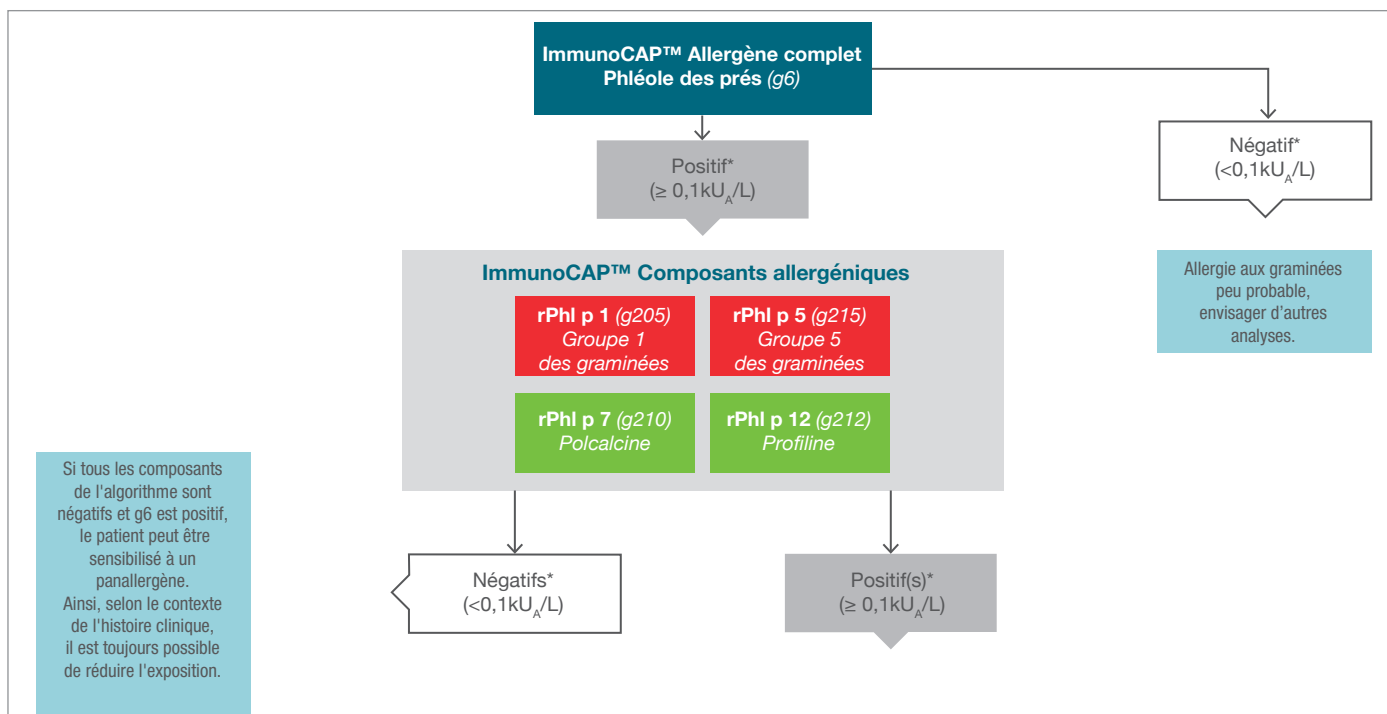 ImmunoCAP™ Allergène complet
Phléole des prés (g6)
Positif*
(≥ 0,1kU_A/L)
Négatif*
(<0,1kU_A/L)
Allergie aux graminées
peu probable,
envisager d'autres
analyses.
ImmunoCAP™ Composants allergéniques
rPhl p 1 (g205)
Groupe 1
des graminées
rPhl p 5 (g215)
Groupe 5
des graminées
rPhl p 7 (g210)
Polcalcine
rPhl p 12 (g212)
Profiline
Si tous les composants
de l'algorithme sont
négatifs et g6 est positif,
le patient peut être
sensibilisé à un
panallergène.
Ainsi, selon le contexte
de l'histoire clinique,
il est toujours possible
de réduire l'exposition.
Négatifs*
(<0,1kU_A/L)
Positif(s)*
(≥ 0,1kU_A/L)